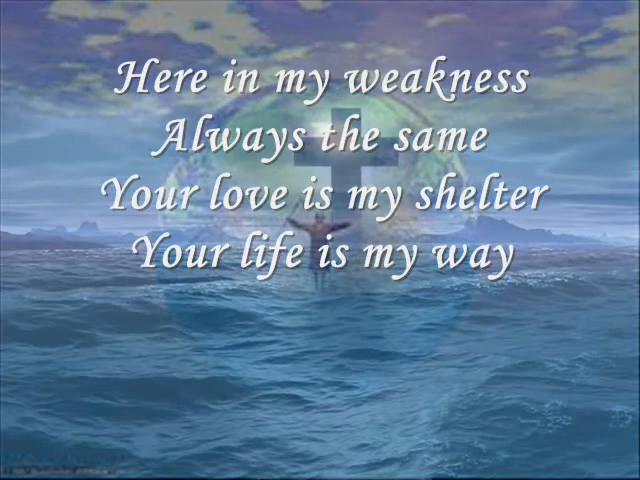 Here in my weakness
Always the same
Your love is my shelter
Your life is my way